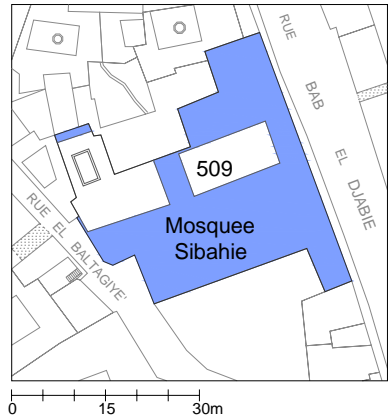 RUE
BAB
EL
DJABIE
509
Mosquee
Sibahie
RUE EL BALTAGIYE'
0 15 30m